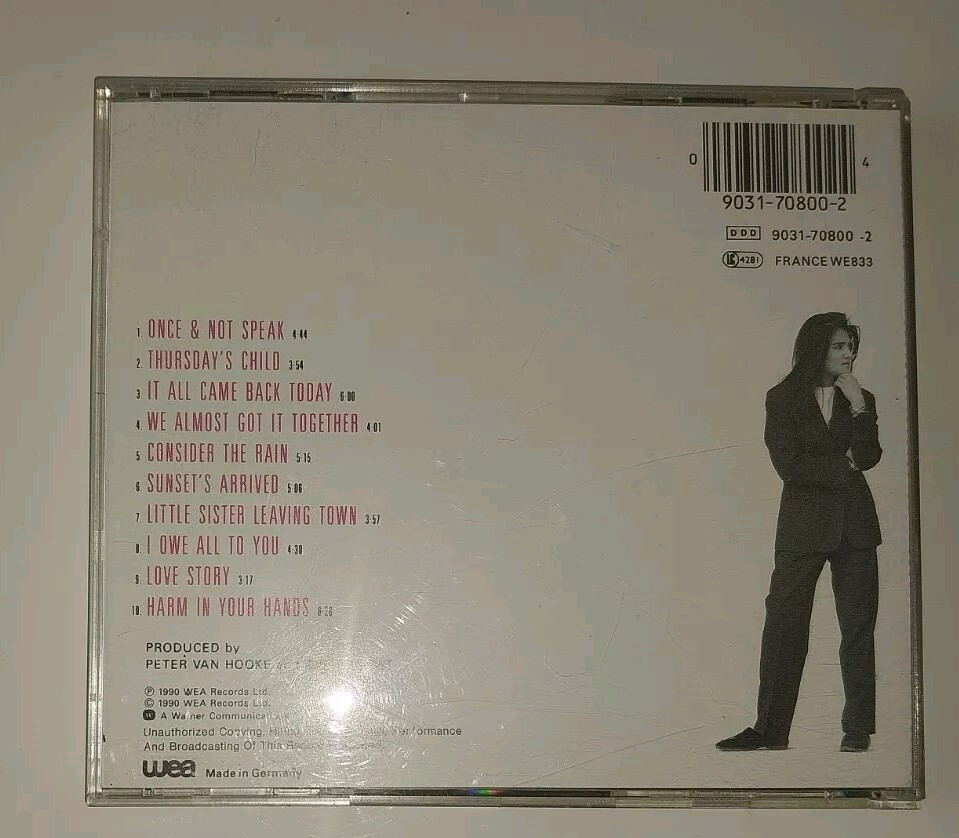 0 4
9031-70800-2
DDD 9031-70800 -2
LC 4281 FRANCE WE833
1. ONCE & NOT SPEAK 4:44
2. THURSDAY'S CHILD 3:54
3. IT ALL CAME BACK TODAY 6:00
4. WE ALMOST GOT IT TOGETHER 4:01
5. CONSIDER THE RAIN 5:15
6. SUNSET'S ARRIVED 5:06
7. LITTLE SISTER LEAVING TOWN 3:57
8. I OWE ALL TO YOU 4:30
9. LOVE STORY 3:17
10. HARM IN YOUR HANDS
PRODUCED by
PETER VAN HOOKE
℗ 1990 WEA Records Ltd.
© 1990 WEA Records Ltd.
A Warner
Unauthorized Copying, Performance
And Broadcasting Of This
wea Made in Germany